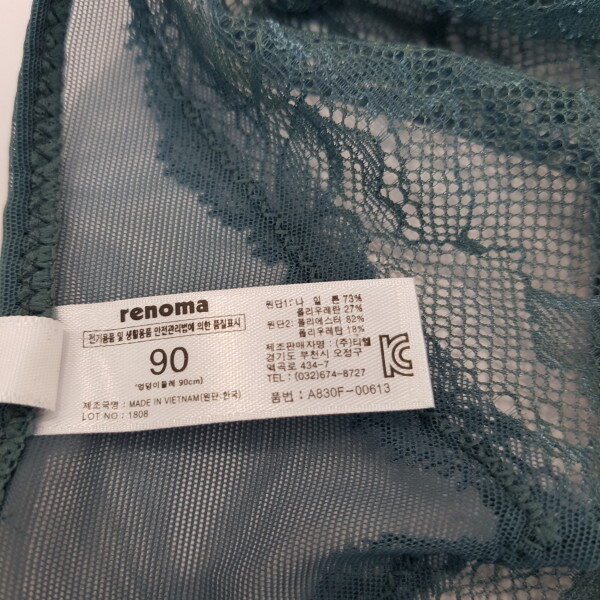 renoma
전기용품 및 생활용품 안전관리법에 의한 품질표시
90
'엉덩이둘레 90cm)
제조국명 : MADE IN VIETNAM(원단:한국)
LOT NO : 1808
원단1 : 나 일 론 73%
폴리우레탄 27%
원단2 : 폴리에스터 82%
폴리우레탄 18%
제조판매자명 : (주)티엘
경기도 부천시 오정구
떡곡로 434-7
TEL : (032)674-8727
품번: A830F-00613